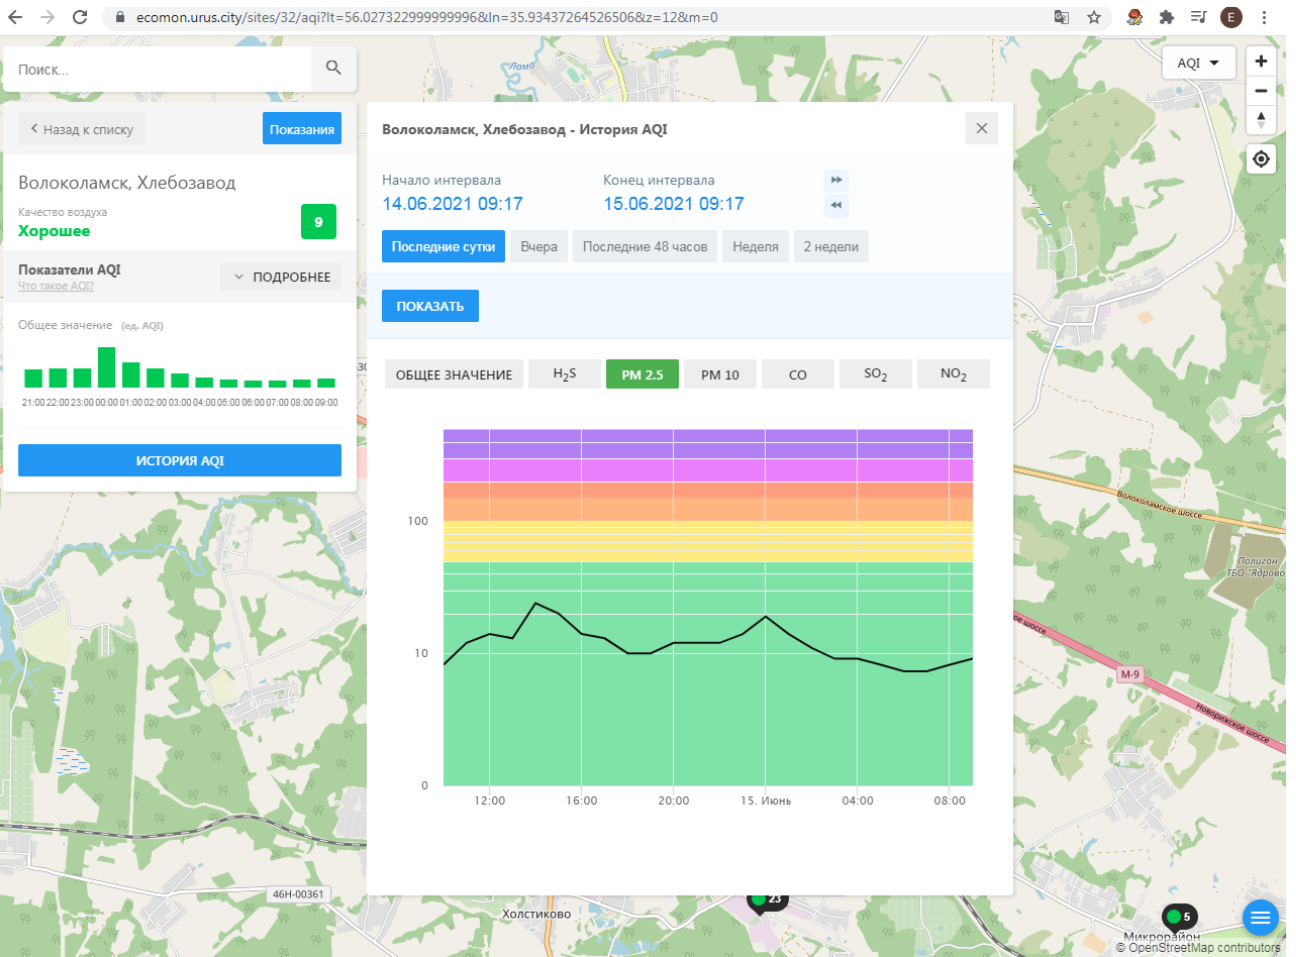 ecomon.urus.city/sites/32/aqi?lt=56.027322999999996&ln=35.93437264526506&z=12&m=0
E
Поиск...
Лама
AQI
Назад к списку
Показания
Волоколамск, Хлебозавод - История AQI
Волоколамск, Хлебозавод
Качество воздуха
Хорошее
9
Начало интервала
Конец интервала
14.06.2021 09:17
15.06.2021 09:17
Последние сутки
Вчера
Последние 48 часов
Неделя
2 недели
Показатели AQI
Что такое AQI?
ПОДРОБНЕЕ
ПОКАЗАТЬ
Общее значение (ед. AQI)
21:00 22:00 23:00 00:00 01:00 02:00 03:00 04:00 05:00 06:00 07:00 08:00 09:00
ИСТОРИЯ AQI
ОБЩЕЕ ЗНАЧЕНИЕ
H2S
PM 2.5
PM 10
CO
SO2
NO2
100
10
0
12:00
16:00
20:00
15. Июнь
04:00
08:00
Волоколамское шоссе
Полигон
ТБО "Ядрово
ое шоссе
М-9
Новорижское шоссе
46Н-00361
23
Холстиково
5
Микрорайон
© OpenStreetMap contributors